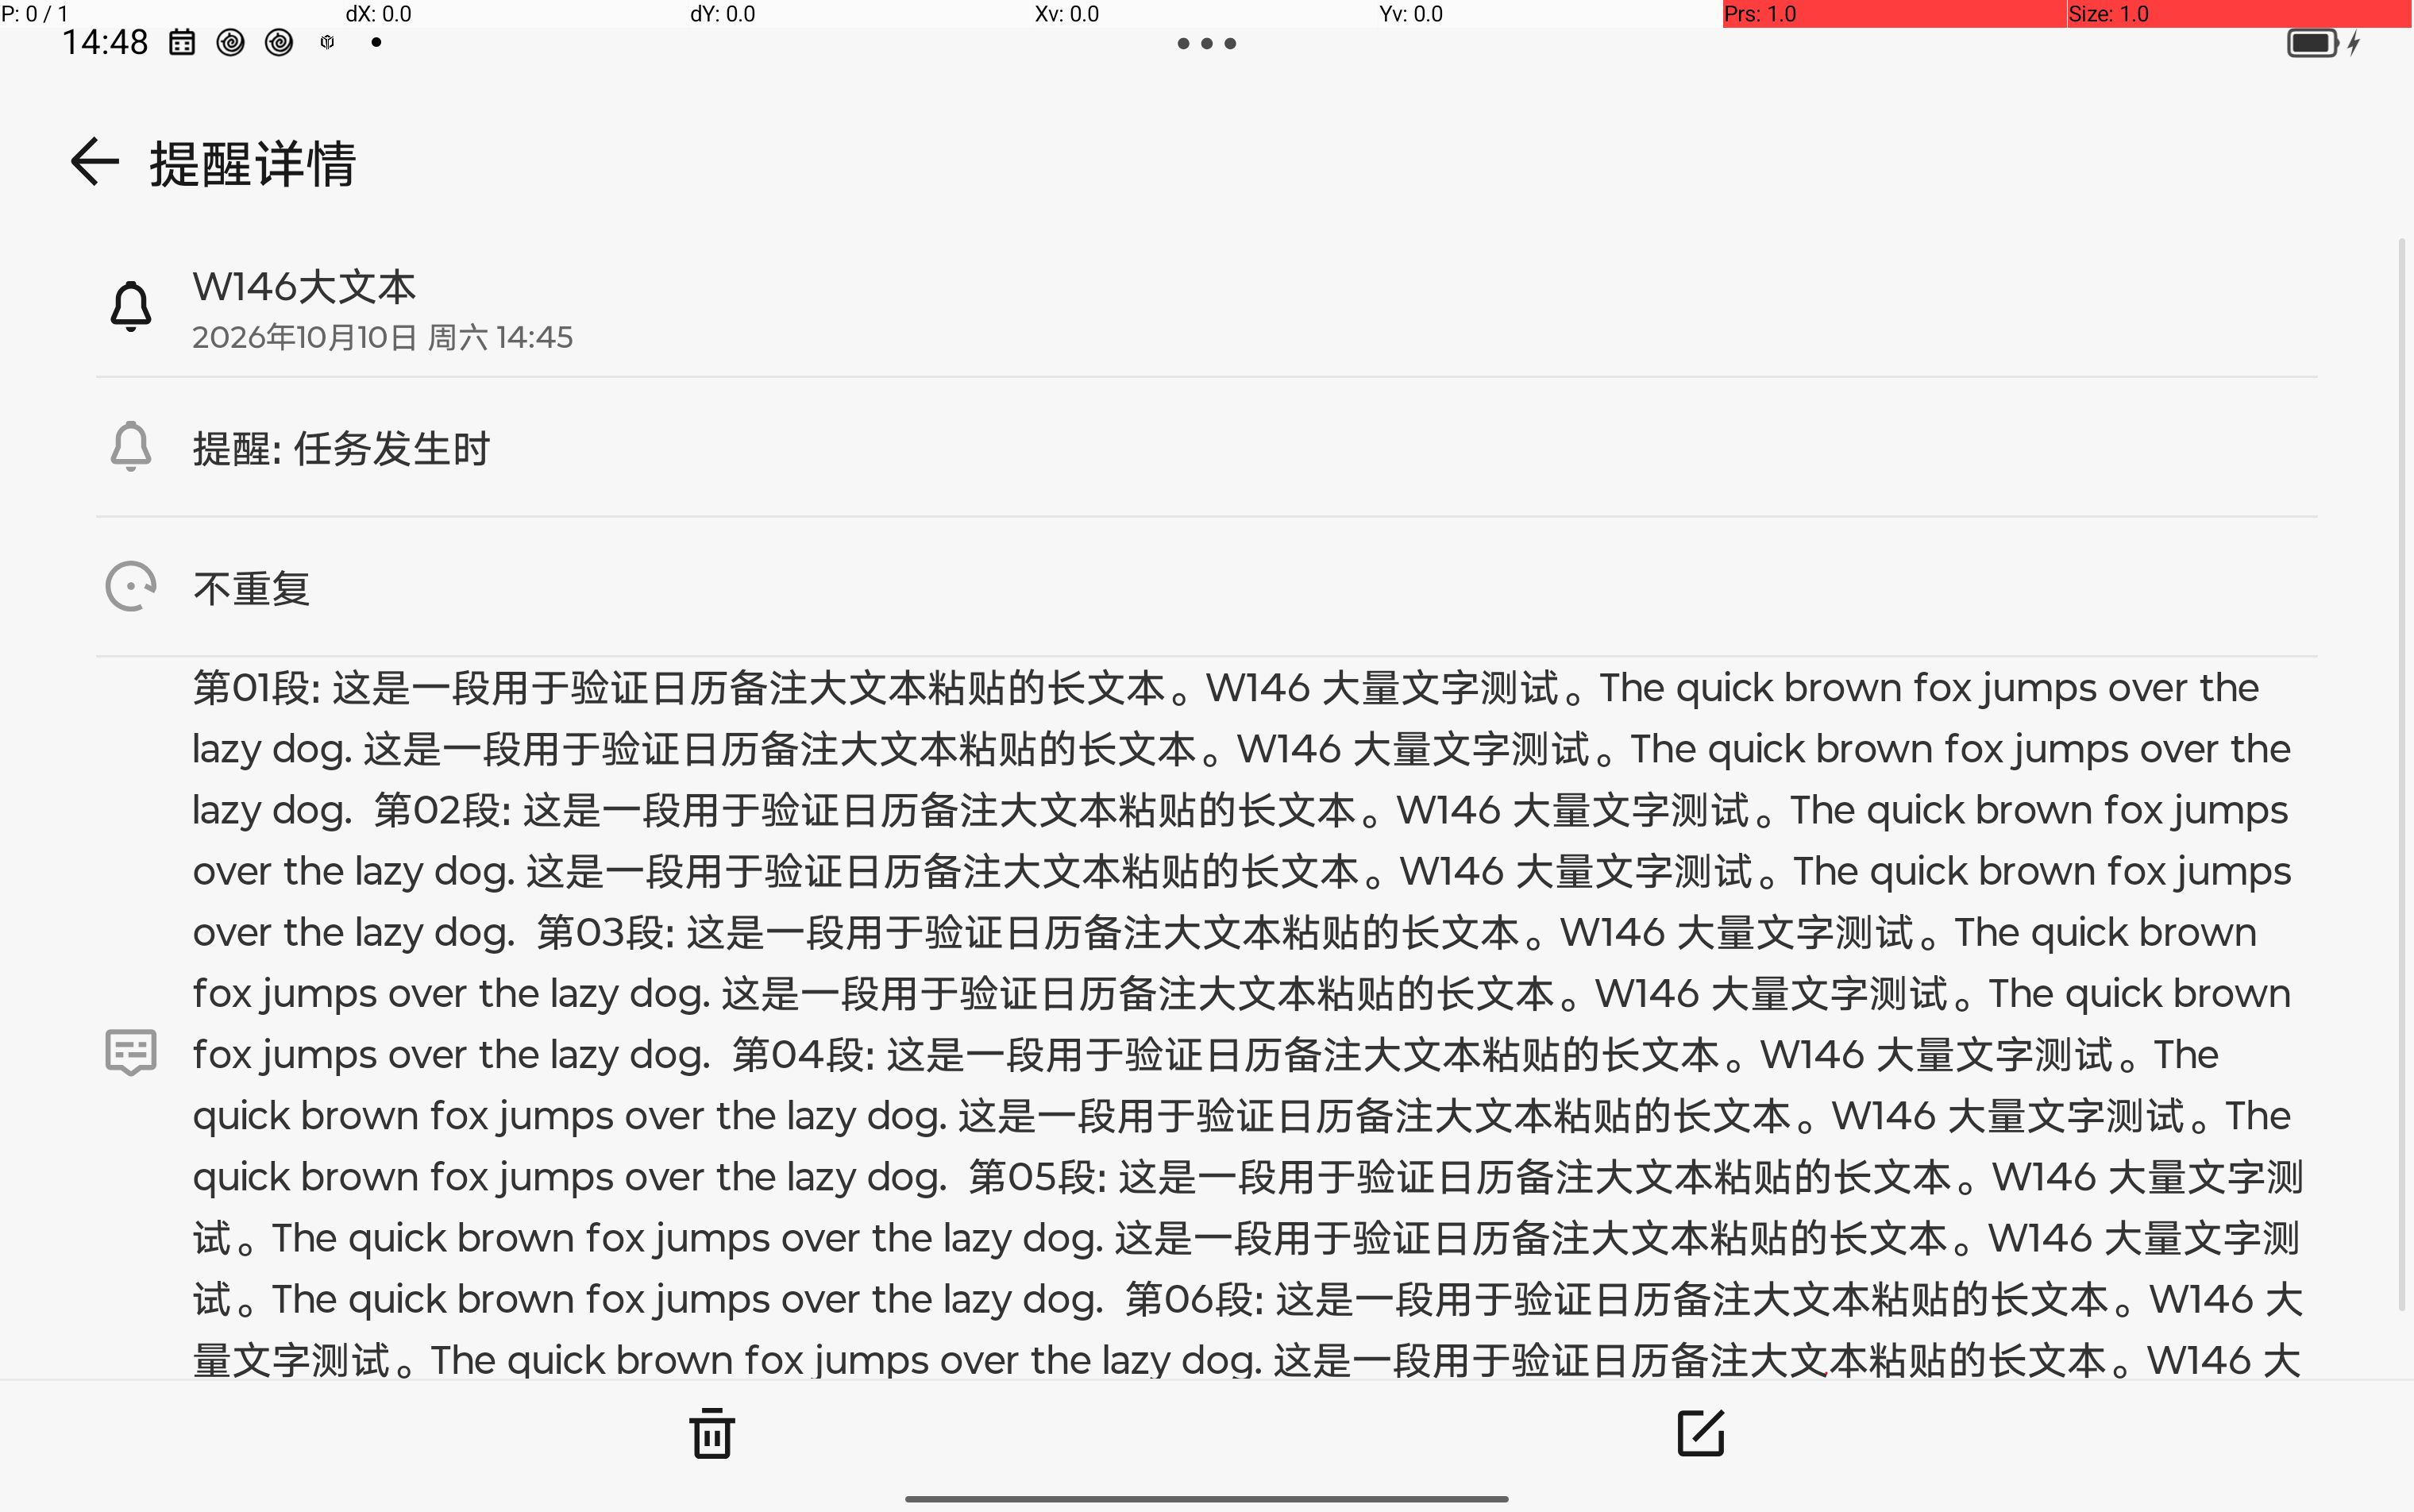 P: 0 / 1 dX: 0.0 dY: 0.0 Xv: 0.0 Yv: 0.0 Prs: 1.0 Size: 1.0
14:48
提醒详情
W146大文本
2026年10月10日 周六 14:45
提醒: 任务发生时
不重复
第01段: 这是一段用于验证日历备注大文本粘贴的长文本。W146 大量文字测试。The quick brown fox jumps over the
lazy dog. 这是一段用于验证日历备注大文本粘贴的长文本。W146 大量文字测试。The quick brown fox jumps over the
lazy dog.  第02段: 这是一段用于验证日历备注大文本粘贴的长文本。W146 大量文字测试。The quick brown fox jumps
over the lazy dog. 这是一段用于验证日历备注大文本粘贴的长文本。W146 大量文字测试。The quick brown fox jumps
over the lazy dog.  第03段: 这是一段用于验证日历备注大文本粘贴的长文本。W146 大量文字测试。The quick brown
fox jumps over the lazy dog. 这是一段用于验证日历备注大文本粘贴的长文本。W146 大量文字测试。The quick brown
fox jumps over the lazy dog.  第04段: 这是一段用于验证日历备注大文本粘贴的长文本。W146 大量文字测试。The
quick brown fox jumps over the lazy dog. 这是一段用于验证日历备注大文本粘贴的长文本。W146 大量文字测试。The
quick brown fox jumps over the lazy dog.  第05段: 这是一段用于验证日历备注大文本粘贴的长文本。W146 大量文字测
试。The quick brown fox jumps over the lazy dog. 这是一段用于验证日历备注大文本粘贴的长文本。W146 大量文字测
试。The quick brown fox jumps over the lazy dog.  第06段: 这是一段用于验证日历备注大文本粘贴的长文本。W146 大
量文字测试。The quick brown fox jumps over the lazy dog. 这是一段用于验证日历备注大文本粘贴的长文本。W146 大